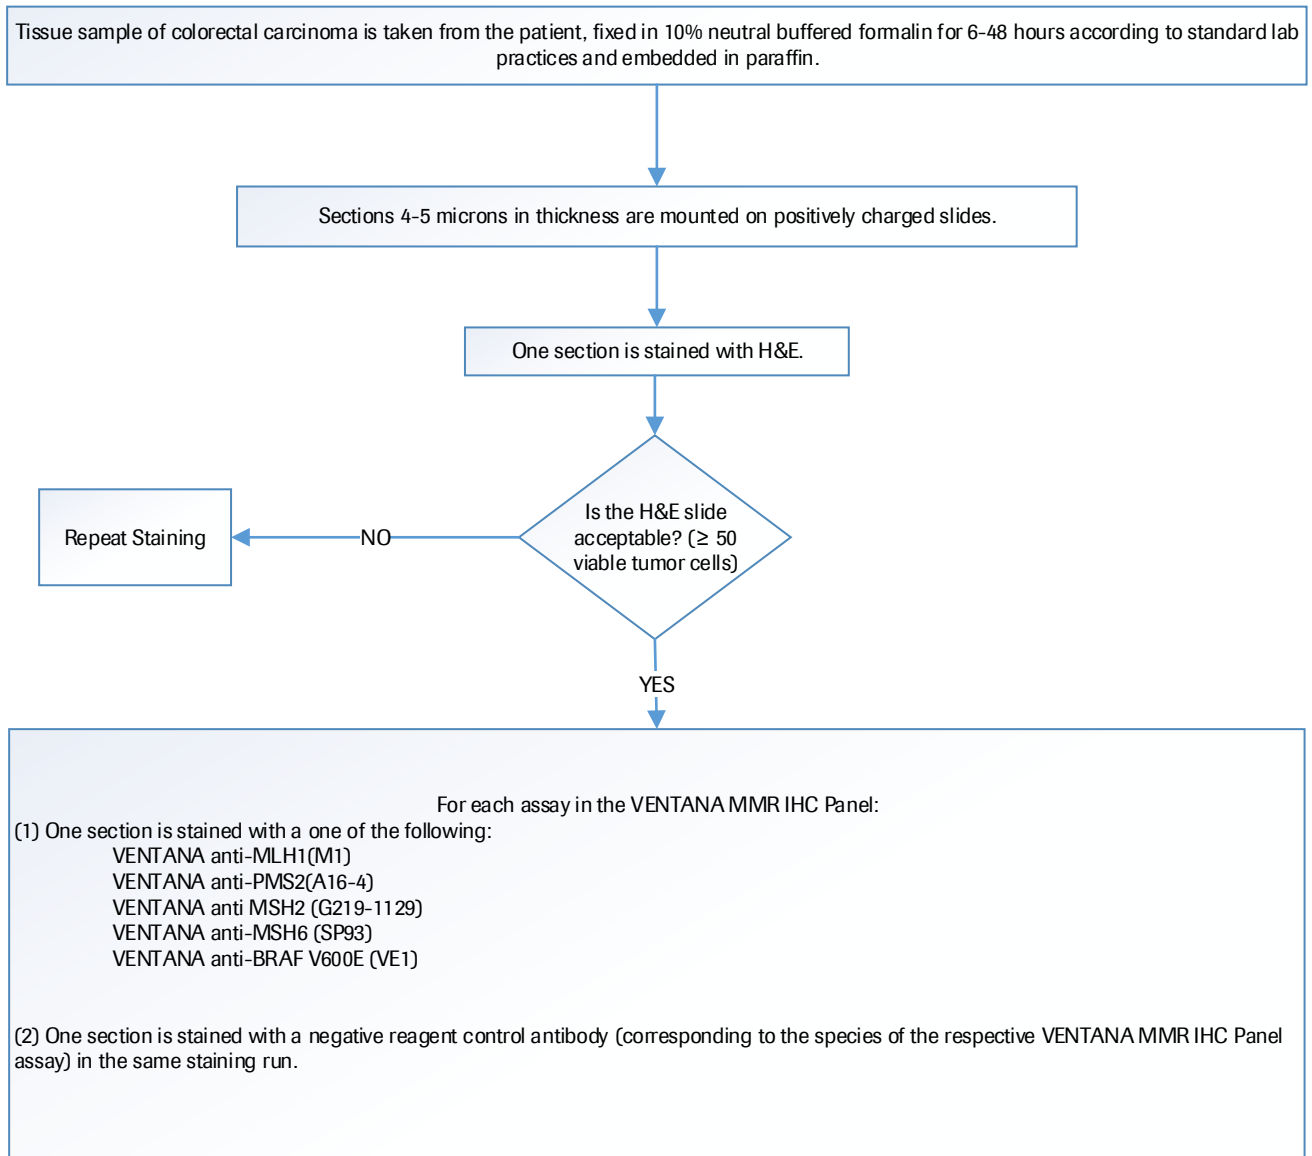 Tissue sample of colorectal carcinoma is taken from the patient, fixed in 10% neutral buffered formalin for 6-48 hours according to standard lab
practices and embedded in paraffin.
Sections 4-5 microns in thickness are mounted on positively charged slides.
One section is stained with H&E.
Is the H&E slide
acceptable? (≥ 50
viable tumor cells)
NO
Repeat Staining
YES
For each assay in the VENTANA MMR IHC Panel:
(1) One section is stained with a one of the following:
VENTANA anti-MLH1(M1)
VENTANA anti-PMS2(A16-4)
VENTANA anti MSH2 (G219-1129)
VENTANA anti-MSH6 (SP93)
VENTANA anti-BRAF V600E (VE1)
(2) One section is stained with a negative reagent control antibody (corresponding to the species of the respective VENTANA MMR IHC Panel
assay) in the same staining run.